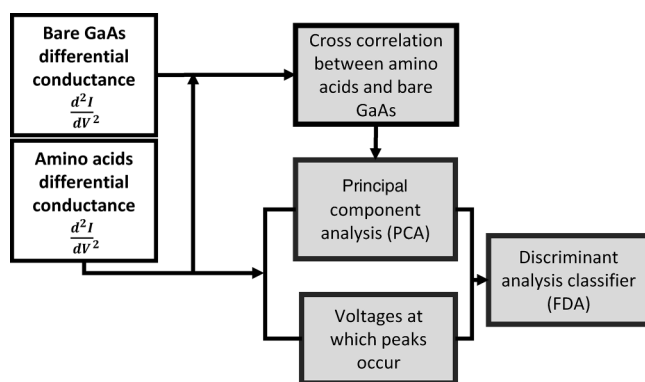 Bare GaAs
differential
conductance
d²I
dV²
Amino acids
differential
conductance
d²I
dV²
Cross correlation
between amino
acids and bare
GaAs
Principal
component
analysis (PCA)
Voltages at
which peaks
occur
Discriminant
analysis classifier
(FDA)